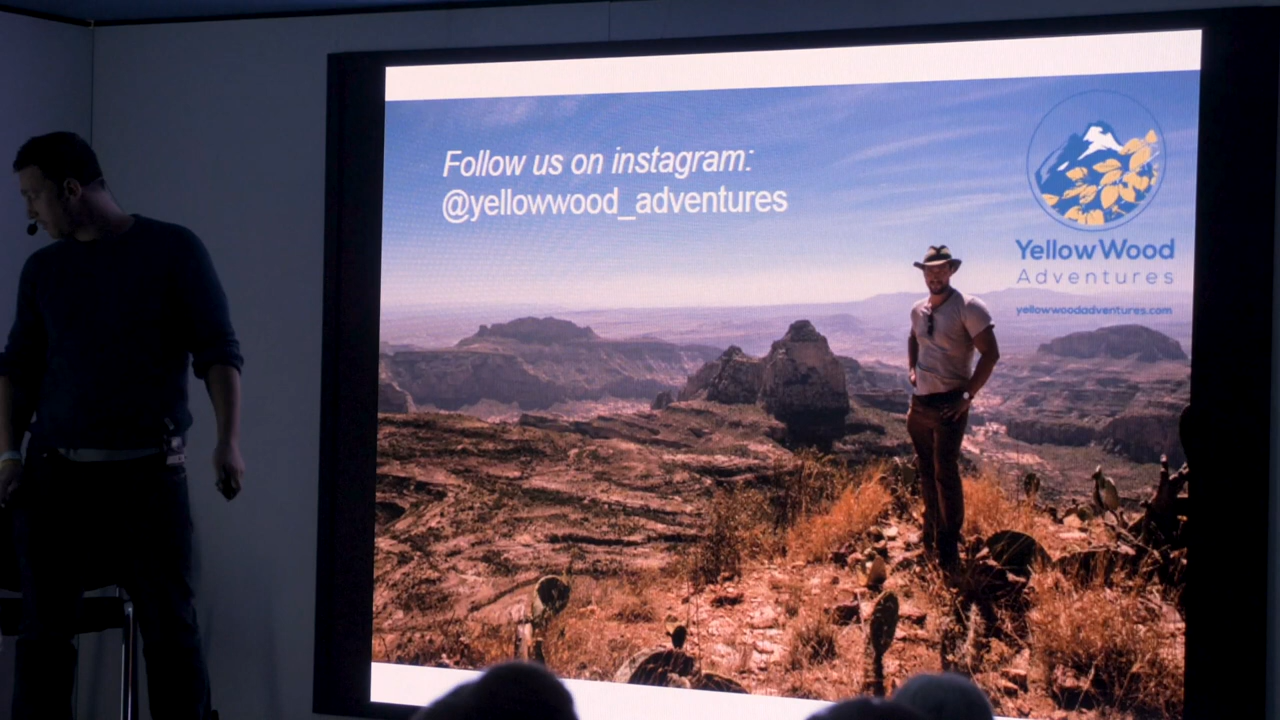 Follow us on instagram:
@yellowwood_adventures
YellowWood
Adventures
yellowwoodadventures.com